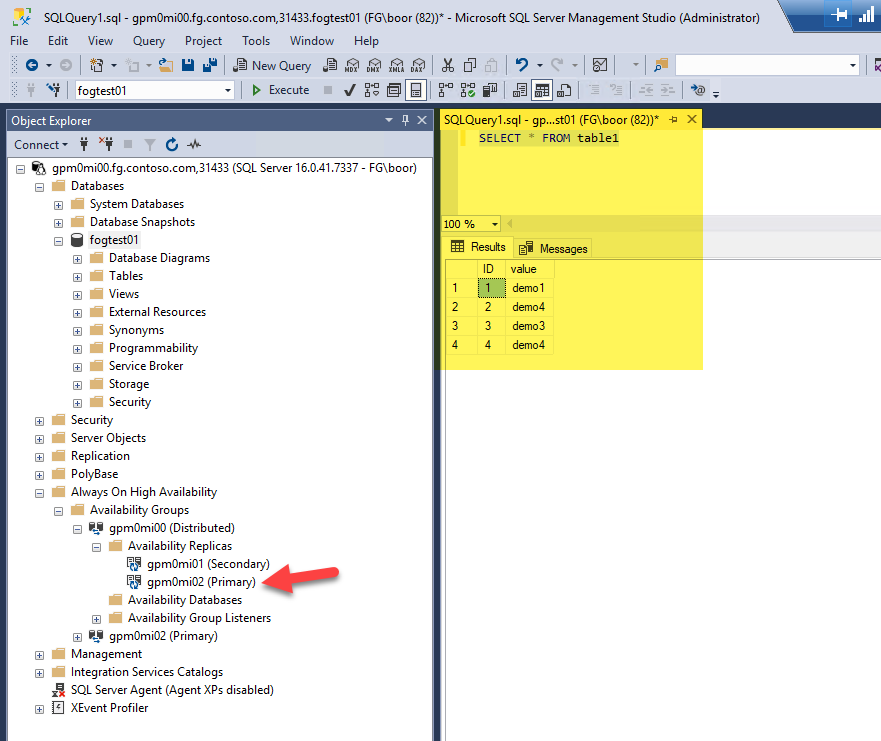 SQLQuery1.sql - gpm0mi00.fg.contoso.com,31433.fogtest01 (FG\boor (82))* - Microsoft SQL Server Management Studio (Administrator)
File Edit View Query Project Tools Window Help
New Query MDX DMX XMLA DAX
fogtest01 Execute
Object Explorer
Connect
gpm0mi00.fg.contoso.com,31433 (SQL Server 16.0.41.7337 - FG\boor)
Databases
System Databases
Database Snapshots
fogtest01
Database Diagrams
Tables
Views
External Resources
Synonyms
Programmability
Service Broker
Storage
Security
Security
Server Objects
Replication
PolyBase
Always On High Availability
Availability Groups
gpm0mi00 (Distributed)
Availability Replicas
gpm0mi01 (Secondary)
gpm0mi02 (Primary)
Availability Databases
Availability Group Listeners
gpm0mi02 (Primary)
Management
Integration Services Catalogs
SQL Server Agent (Agent XPs disabled)
XEvent Profiler
SQLQuery1.sql - gp...st01 (FG\boor (82))*
SELECT * FROM table1
100 %
Results Messages
ID value
1 1 demo1
2 2 demo4
3 3 demo3
4 4 demo4